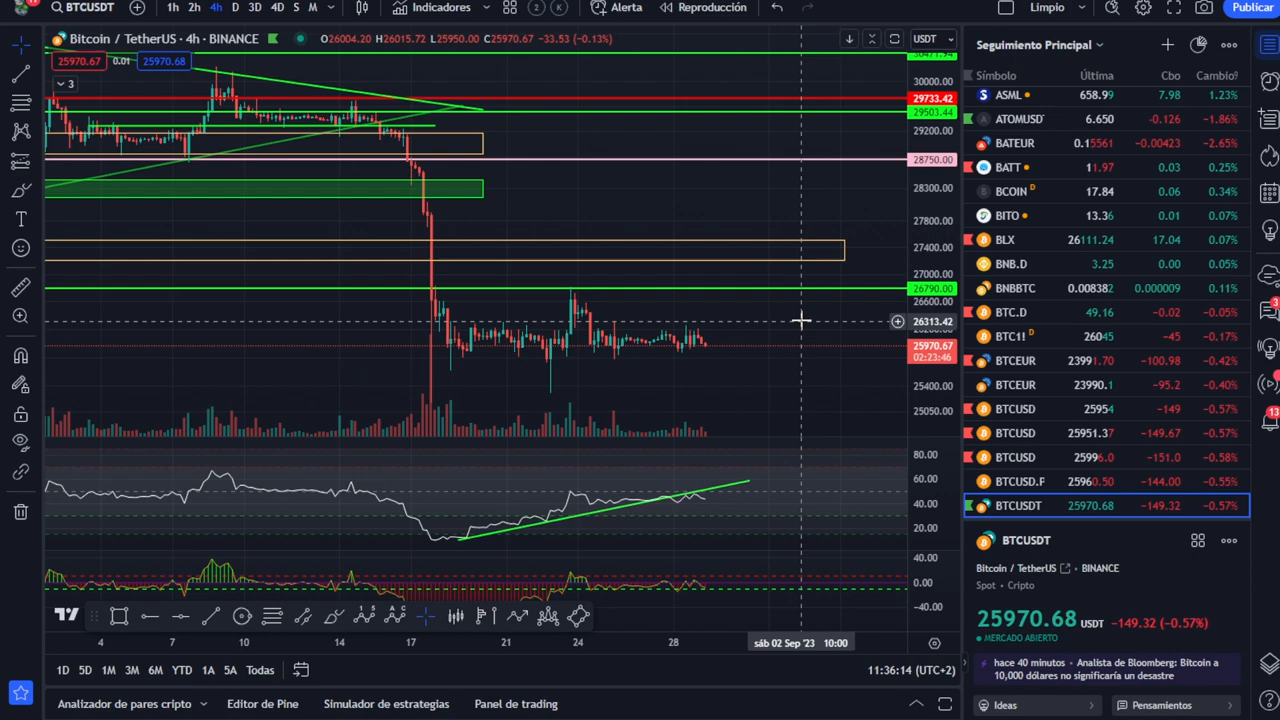 11
BTCUSDT
1h 2h 4h D 3D 4D S M
Indicadores
2 K
Alerta
Reproducción
Limpio
Publicar
Bitcoin / TetherUS · 4h · BINANCE
O26004.20 H26015.72 L25950.00 C25970.67 −33.53 (−0.13%)
USDT
25970.67 0.01 25970.68
3
30000.00
29733.42
29503.44
29200.00
28750.00
28300.00
27800.00
27400.00
27000.00
26790.00
26600.00
26313.42
25970.67
02:23:46
25400.00
25050.00
80.00
60.00
40.00
20.00
40.00
0.00
−40.00
4 7 10 14 17 21 24 28
sáb 02 Sep '23 10:00
1D 5D 1M 3M 6M YTD 1A 5A Todas
11:36:14 (UTC+2)
Analizador de pares cripto
Editor de Pine
Simulador de estrategias
Panel de trading
Seguimiento Principal
Símbolo Última Cbo Cambio%
ASML 658.99 7.98 1.23%
ATOMUSD 6.650 −0.126 −1.86%
BATEUR 0.15561 −0.00423 −2.65%
BATT 11.97 0.03 0.25%
BCOIN D 17.84 0.06 0.34%
BITO 13.36 0.01 0.07%
BLX 26111.24 17.04 0.07%
BNB.D 3.25 0.00 0.05%
BNBBTC 0.008382 0.000009 0.11%
BTC.D 49.16 −0.02 −0.05%
BTC1! D 26045 −45 −0.17%
BTCEUR 23991.70 −100.98 −0.42%
BTCEUR 23990.1 −95.2 −0.40%
BTCUSD 25954 −149 −0.57%
BTCUSD 25951.37 −149.67 −0.57%
BTCUSD 25996.0 −151.0 −0.58%
BTCUSD.P 25960.50 −144.00 −0.55%
BTCUSDT 25970.68 −149.32 −0.57%
BTCUSDT
Bitcoin / TetherUS · BINANCE
Spot · Cripto
25970.68 USDT −149.32 (−0.57%)
MERCADO ABIERTO
hace 40 minutos · Analista de Bloomberg: Bitcoin a
10,000 dólares no significaría un desastre
Ideas
Pensamientos
3
13